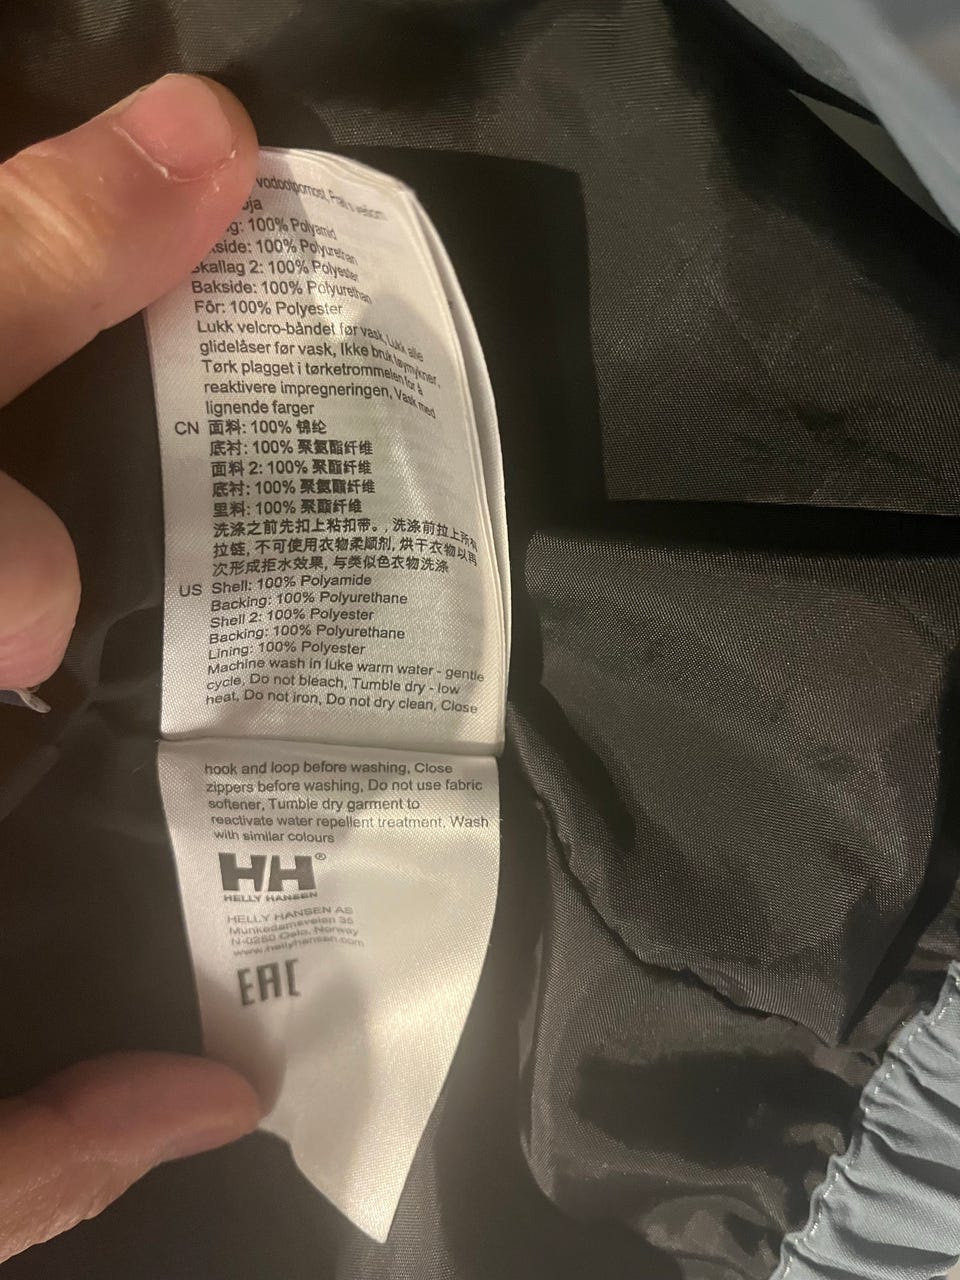 vodootpornost, Prati s
g: 100% Polyamid
side: 100% Polyurethan
Skallag 2: 100% Polyester
Bakside: 100% Polyurethan
Fôr: 100% Polyester
Lukk velcro-båndet før vask, Lukk alle
glidelåser før vask, Ikke bruk tøymykner,
Tørk plagget i tørketrommelen for å
reaktivere impregneringen, Vask med
lignende farger
CN 面料: 100% 锦纶
底衬: 100% 聚氨酯纤维
面料 2: 100% 聚酯纤维
底衬: 100% 聚氨酯纤维
里料: 100% 聚酯纤维
洗涤之前先扣上粘扣带。, 洗涤前拉上所有
拉链, 不可使用衣物柔顺剂, 烘干衣物以再
次形成拒水效果, 与类似色衣物洗涤
US Shell: 100% Polyamide
Backing: 100% Polyurethane
Shell 2: 100% Polyester
Backing: 100% Polyurethane
Lining: 100% Polyester
Machine wash in luke warm water - gentle
cycle, Do not bleach, Tumble dry - low
heat, Do not iron, Do not dry clean, Close
hook and loop before washing, Close
zippers before washing, Do not use fabric
softener, Tumble dry garment to
reactivate water repellent treatment, Wash
with similar colours
HH®
HELLY HANSEN
HELLY HANSEN AS
Munkedamsveien 35
N-0250 Oslo, Norway
www.hellyhansen.com
EAC